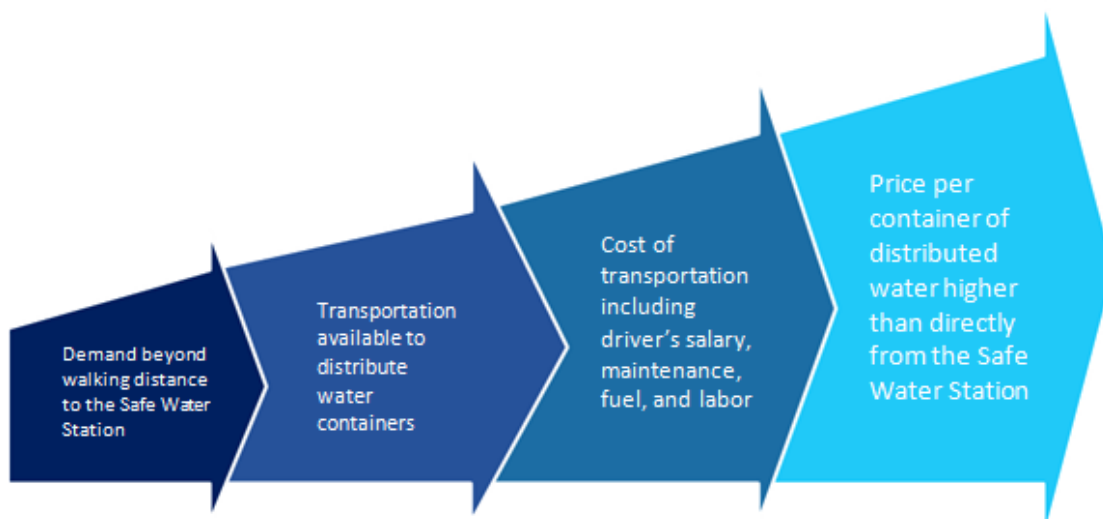 Demand beyond
walking distance
to the Safe Water
Station
Transportation
available to
distribute
water
containers
Cost of
transportation
including
driver's salary,
maintenance,
fuel, and labor
Price per
container of
distributed
water higher
than directly
from the Safe
Water Station